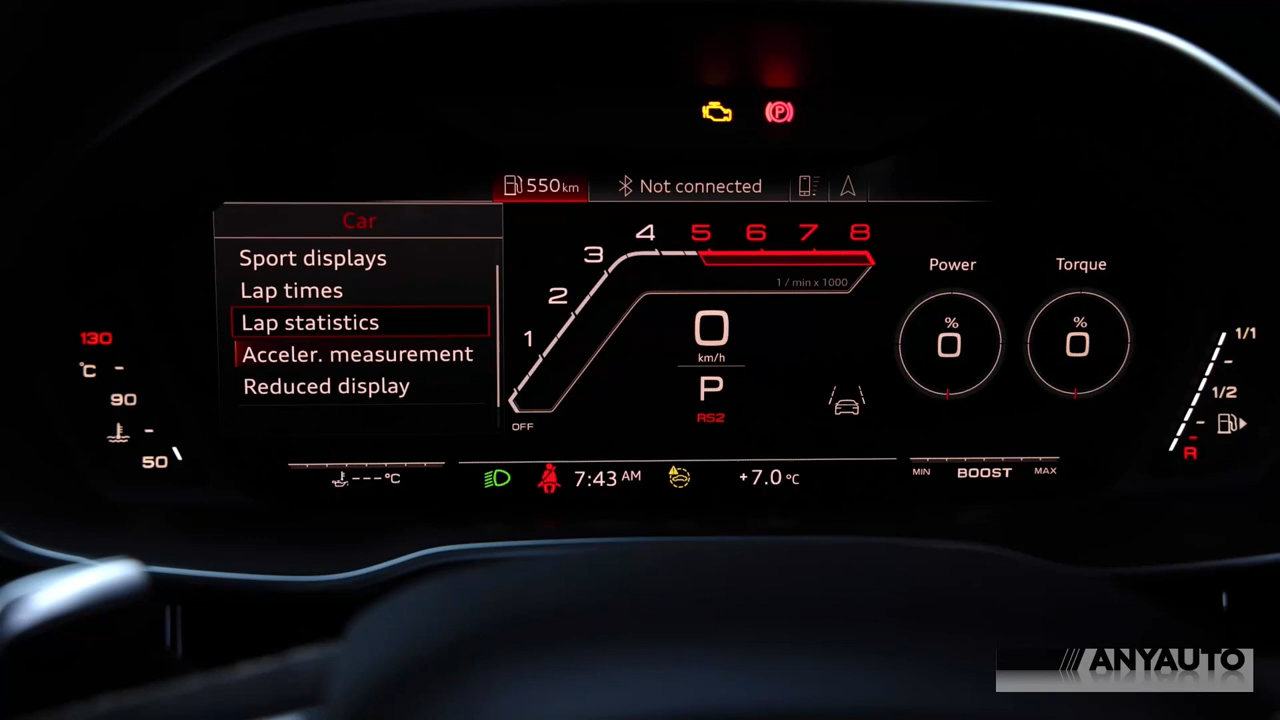 P
550 km
Not connected
Car
Sport displays
Lap times
Lap statistics
Acceler. measurement
Reduced display
1
2
3
4
5
6
7
8
1 / min x 1000
OFF
0
km/h
P
RS2
Power
%
0
Torque
%
0
130
°C
90
50
1/1
1/2
R
---°C
7:43 AM
+7.0 °C
MIN
BOOST
MAX
ANYAUTO